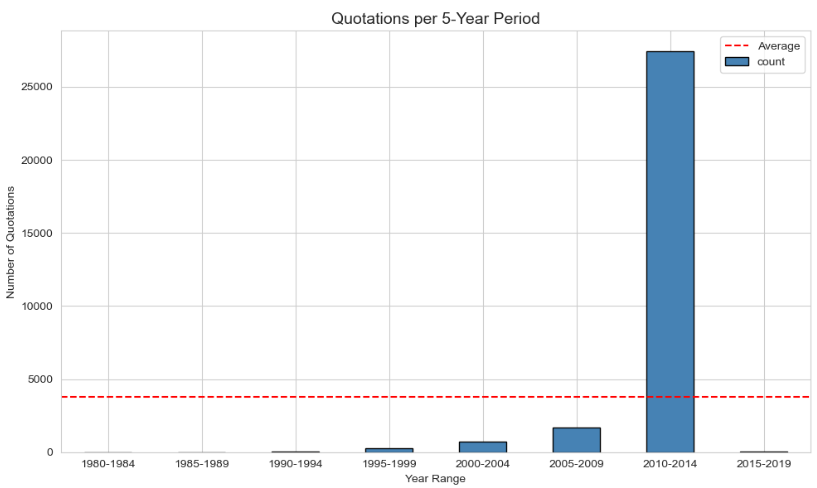 Quotations per 5-Year Period
Average
count
Number of Quotations
25000
20000
15000
10000
5000
0
1980-1984 1985-1989 1990-1994 1995-1999 2000-2004 2005-2009 2010-2014 2015-2019
Year Range